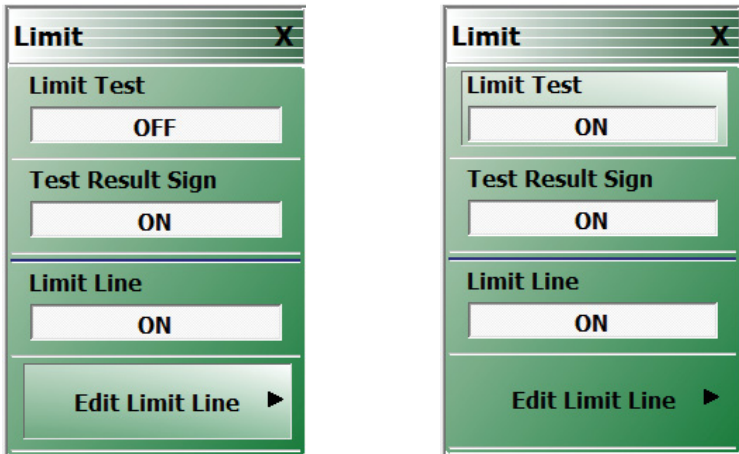 Limit X
Limit Test
OFF
Test Result Sign
ON
Limit Line
ON
Edit Limit Line
Limit X
Limit Test
ON
Test Result Sign
ON
Limit Line
ON
Edit Limit Line